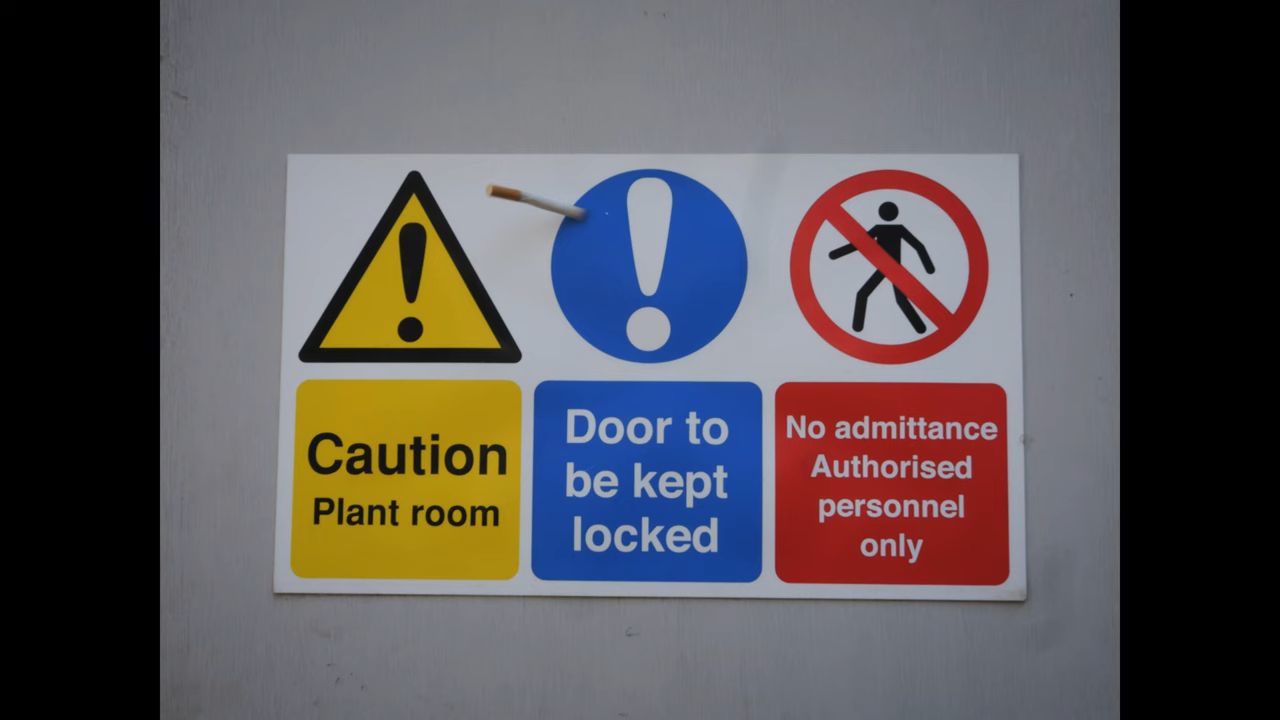 Caution
Plant room
Door to
be kept
locked
No admittance
Authorised
personnel
only